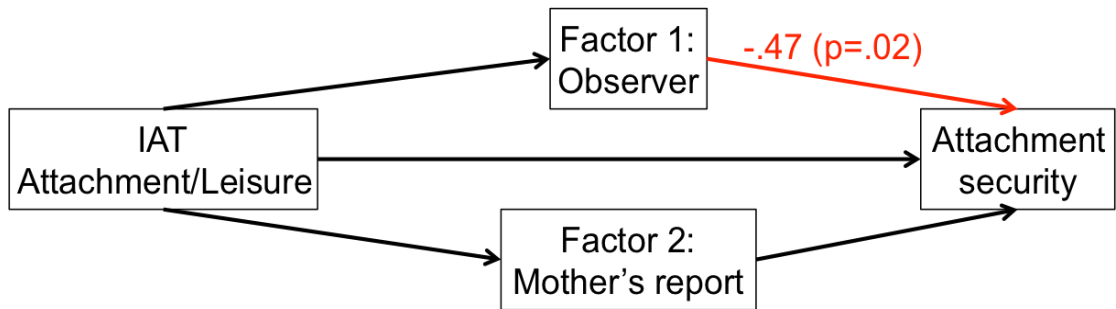 Factor 1:
Observer
-.47 (p=.02)
IAT
Attachment/Leisure
Attachment
security
Factor 2:
Mother’s report